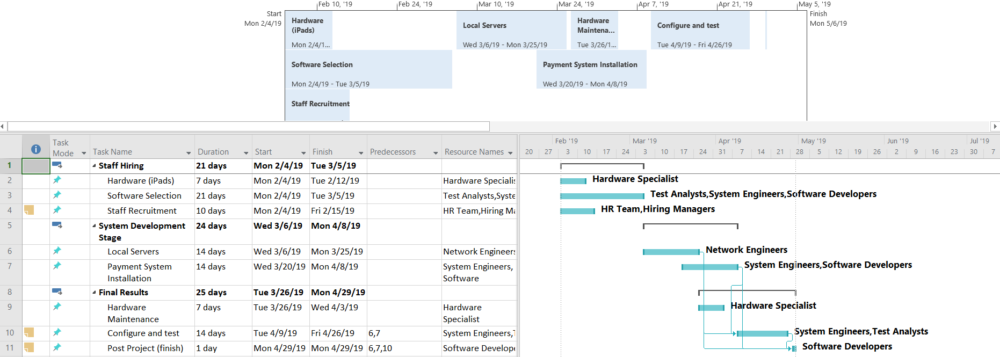 Feb 10, '19 Feb 24, '19 Mar 10, '19 Mar 24, '19 Apr 7, '19 Apr 21, '19 May 5, '19
Start
Mon 2/4/19
Finish
Mon 5/6/19
Hardware
(iPads)
Mon 2/4/1...
Local Servers
Wed 3/6/19 - Mon 3/25/19
Hardware
Maintena...
Tue 3/26/1...
Configure and test
Tue 4/9/19 - Fri 4/26/19
Software Selection
Mon 2/4/19 - Tue 3/5/19
Payment System Installation
Wed 3/20/19 - Mon 4/8/19
Staff Recruitment
Task
Mode Task Name Duration Start Finish Predecessors Resource Names
Feb '19 Mar '19 Apr '19 May '19 Jun '19 Jul '19
20 27 3 10 17 24 3 10 17 24 31 7 14 21 28 5 12 19 26 2 9 16 23 30 7
1 Staff Hiring 21 days Mon 2/4/19 Tue 3/5/19
2 Hardware (iPads) 7 days Mon 2/4/19 Tue 2/12/19 Hardware Specialis
Hardware Specialist
3 Software Selection 21 days Mon 2/4/19 Tue 3/5/19 Test Analysts,Syste
Test Analysts,System Engineers,Software Developers
4 Staff Recruitment 10 days Mon 2/4/19 Fri 2/15/19 HR Team,Hiring Ma
HR Team,Hiring Managers
5 System Development 24 days Wed 3/6/19 Mon 4/8/19
Stage
6 Local Servers 14 days Wed 3/6/19 Mon 3/25/19 Network Engineers
Network Engineers
7 Payment System 14 days Wed 3/20/19 Mon 4/8/19 System Engineers,
Installation Software
System Engineers,Software Developers
8 Final Results 25 days Tue 3/26/19 Mon 4/29/19
9 Hardware 7 days Tue 3/26/19 Wed 4/3/19 Hardware
Maintenance Specialist
Hardware Specialist
10 Configure and test 14 days Tue 4/9/19 Fri 4/26/19 6,7 System Engineers,T
System Engineers,Test Analysts
11 Post Project (finish) 1 day Mon 4/29/19 Mon 4/29/19 6,7,10 Software Develope
Software Developers